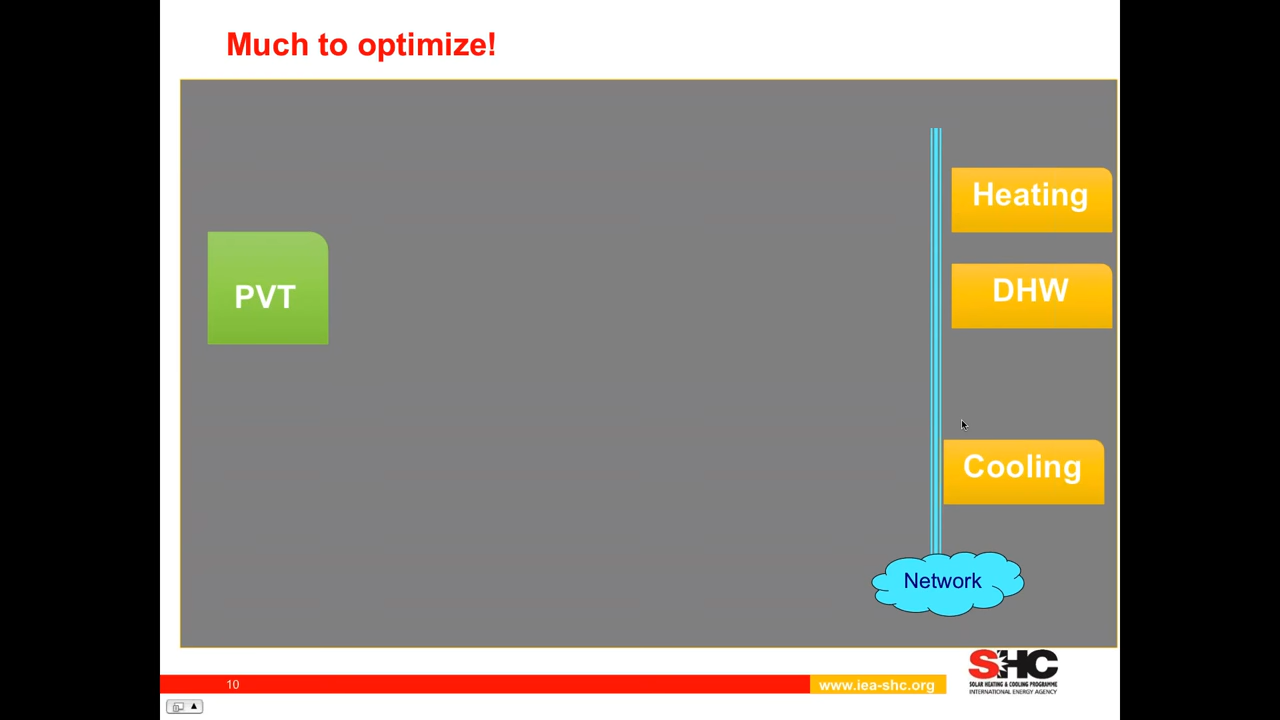 Much to optimize!
Heating
PVT
DHW
Cooling
Network
10
www.iea-shc.org
SHC
SOLAR HEATING & COOLING PROGRAMME
INTERNATIONAL ENERGY AGENCY